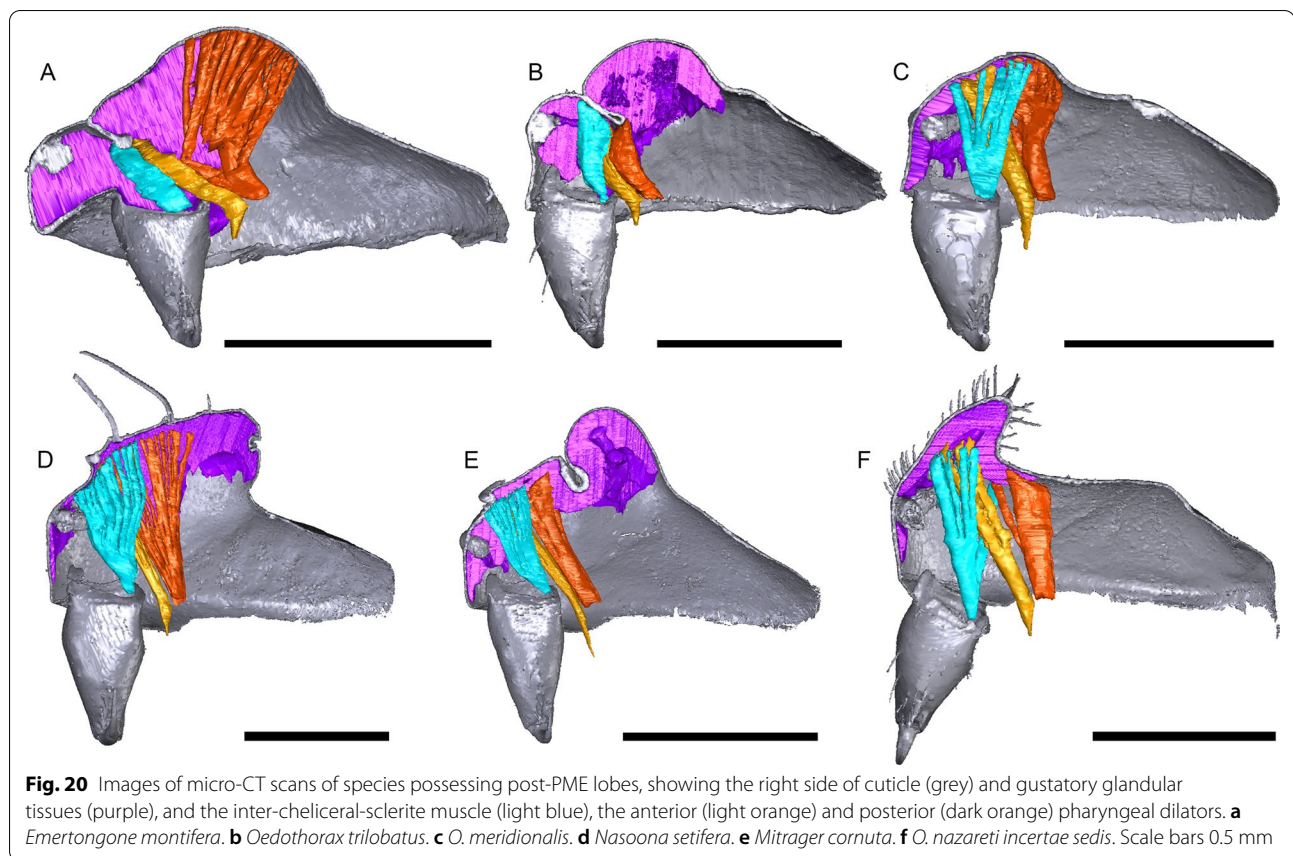 A
B
C
D
E
F
Fig. 20 Images of micro-CT scans of species possessing post-PME lobes, showing the right side of cuticle (grey) and gustatory glandular
tissues (purple), and the inter-cheliceral-sclerite muscle (light blue), the anterior (light orange) and posterior (dark orange) pharyngeal dilators. a
Emertongone montifera. b Oedothorax trilobatus. c O. meridionalis. d Nasoona setifera. e Mitrager cornuta. f O. nazareti incertae sedis. Scale bars 0.5 mm